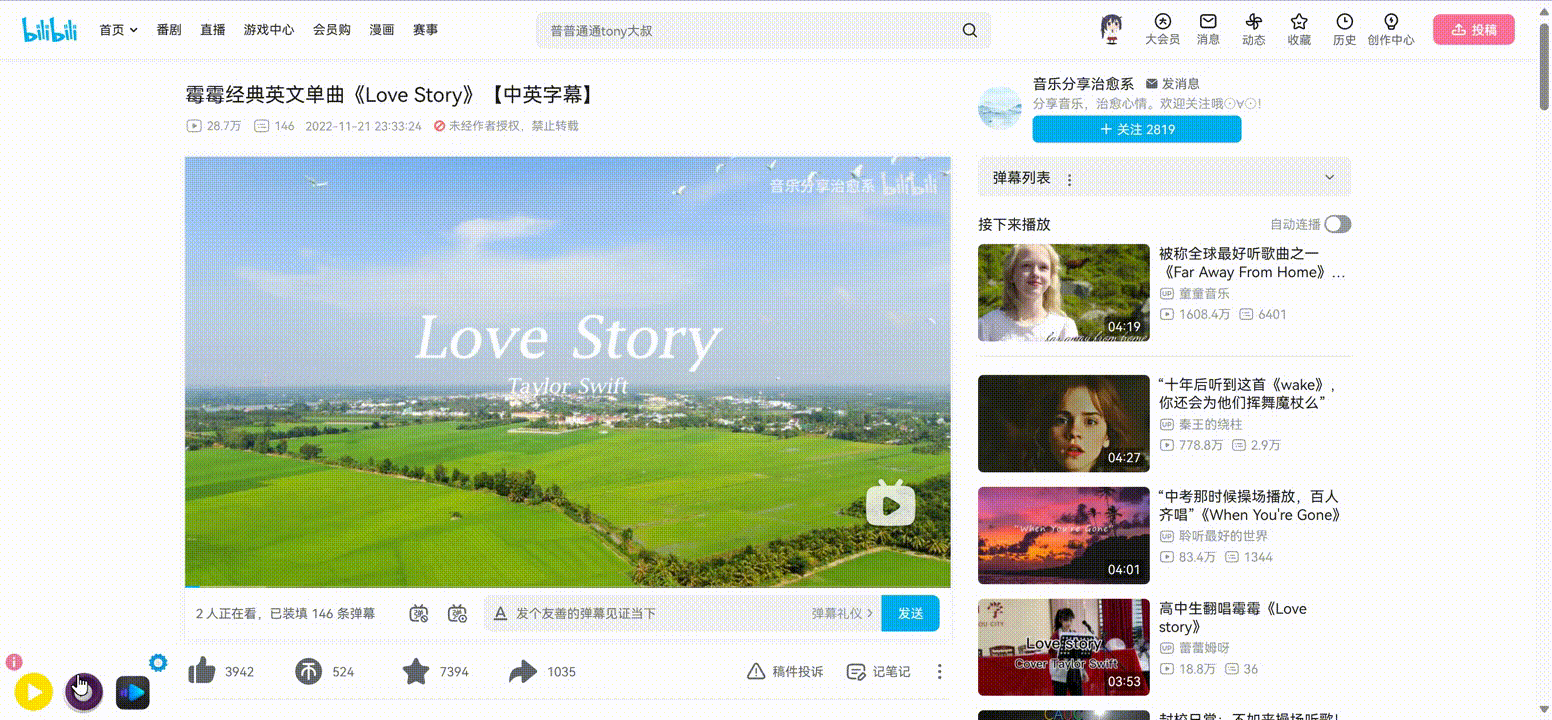 bilibili
首页
番剧
直播
游戏中心
会员购
漫画
赛事
普普通通tony大叔
大会员
消息
动态
收藏
历史
创作中心
投稿
霉霉经典英文单曲《Love Story》【中英字幕】
28.7万 146 2022-11-21 23:33:24 未经作者授权，禁止转载
音乐分享治愈系 bilibili
Love Story
Taylor Swift
2 人正在看，已装填 146 条弹幕
发个友善的弹幕见证当下
弹幕礼仪
发送
3942
524
7394
1035
稿件投诉
记笔记
音乐分享治愈系 发消息
分享音乐，治愈心情。欢迎关注哦⊙∀⊙！
+ 关注 2819
弹幕列表
接下来播放
自动连播
04:19
被称全球最好听歌曲之一
《Far Away From Home》...
UP 童童音乐
1608.4万 6401
04:27
“十年后听到这首《wake》，
你还会为他们挥舞魔杖么”
UP 秦王的绕柱
778.8万 2.9万
"When You're Gone"
04:01
“中考那时候操场播放，百人
齐唱”《When You're Gone》
UP 聆听最好的世界
83.4万 1344
Love story
Cover Taylor Swift
03:53
高中生翻唱霉霉《Love
story》
UP 蕾蕾姆呀
18.8万 36